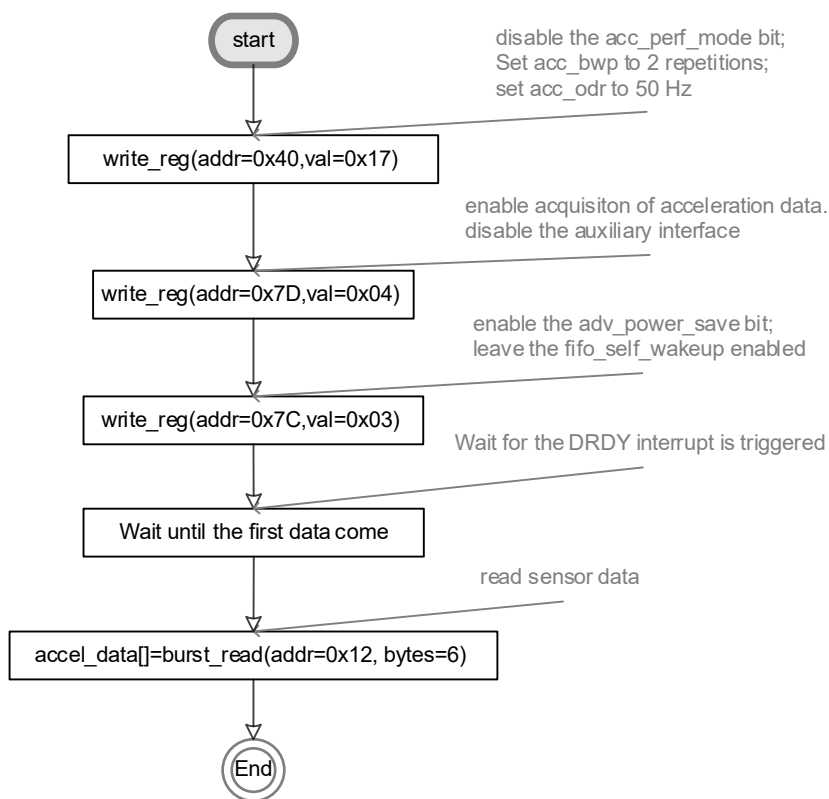 start
disable the acc_perf_mode bit;
Set acc_bwp to 2 repetitions;
set acc_odr to 50 Hz
write_reg(addr=0x40,val=0x17)
enable acquisiton of acceleration data.
disable the auxiliary interface
write_reg(addr=0x7D,val=0x04)
enable the adv_power_save bit;
leave the fifo_self_wakeup enabled
write_reg(addr=0x7C,val=0x03)
Wait for the DRDY interrupt is triggered
Wait until the first data come
read sensor data
accel_data[]=burst_read(addr=0x12, bytes=6)
End